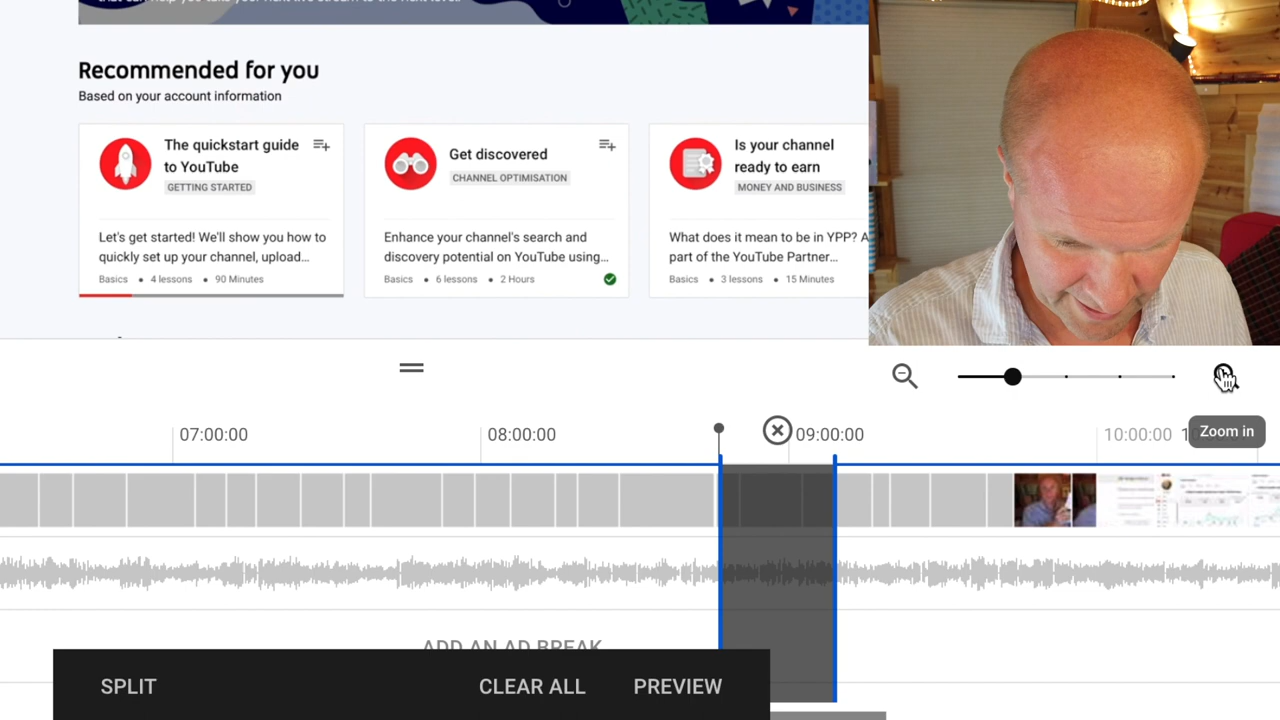 Recommended for you
Based on your account information
The quickstart guide
to YouTube
GETTING STARTED
Let's get started! We'll show you how to
quickly set up your channel, upload...
Basics • 4 lessons • 90 Minutes
Get discovered
CHANNEL OPTIMISATION
Enhance your channel's search and
discovery potential on YouTube using...
Basics • 6 lessons • 2 Hours
Is your channel
ready to earn
MONEY AND BUSINESS
What does it mean to be in YPP? A
part of the YouTube Partner...
Basics • 3 lessons • 15 Minutes
07:00:00
08:00:00
09:00:00
10:00:00
Zoom in
ADD AN AD BREAK
SPLIT
CLEAR ALL
PREVIEW